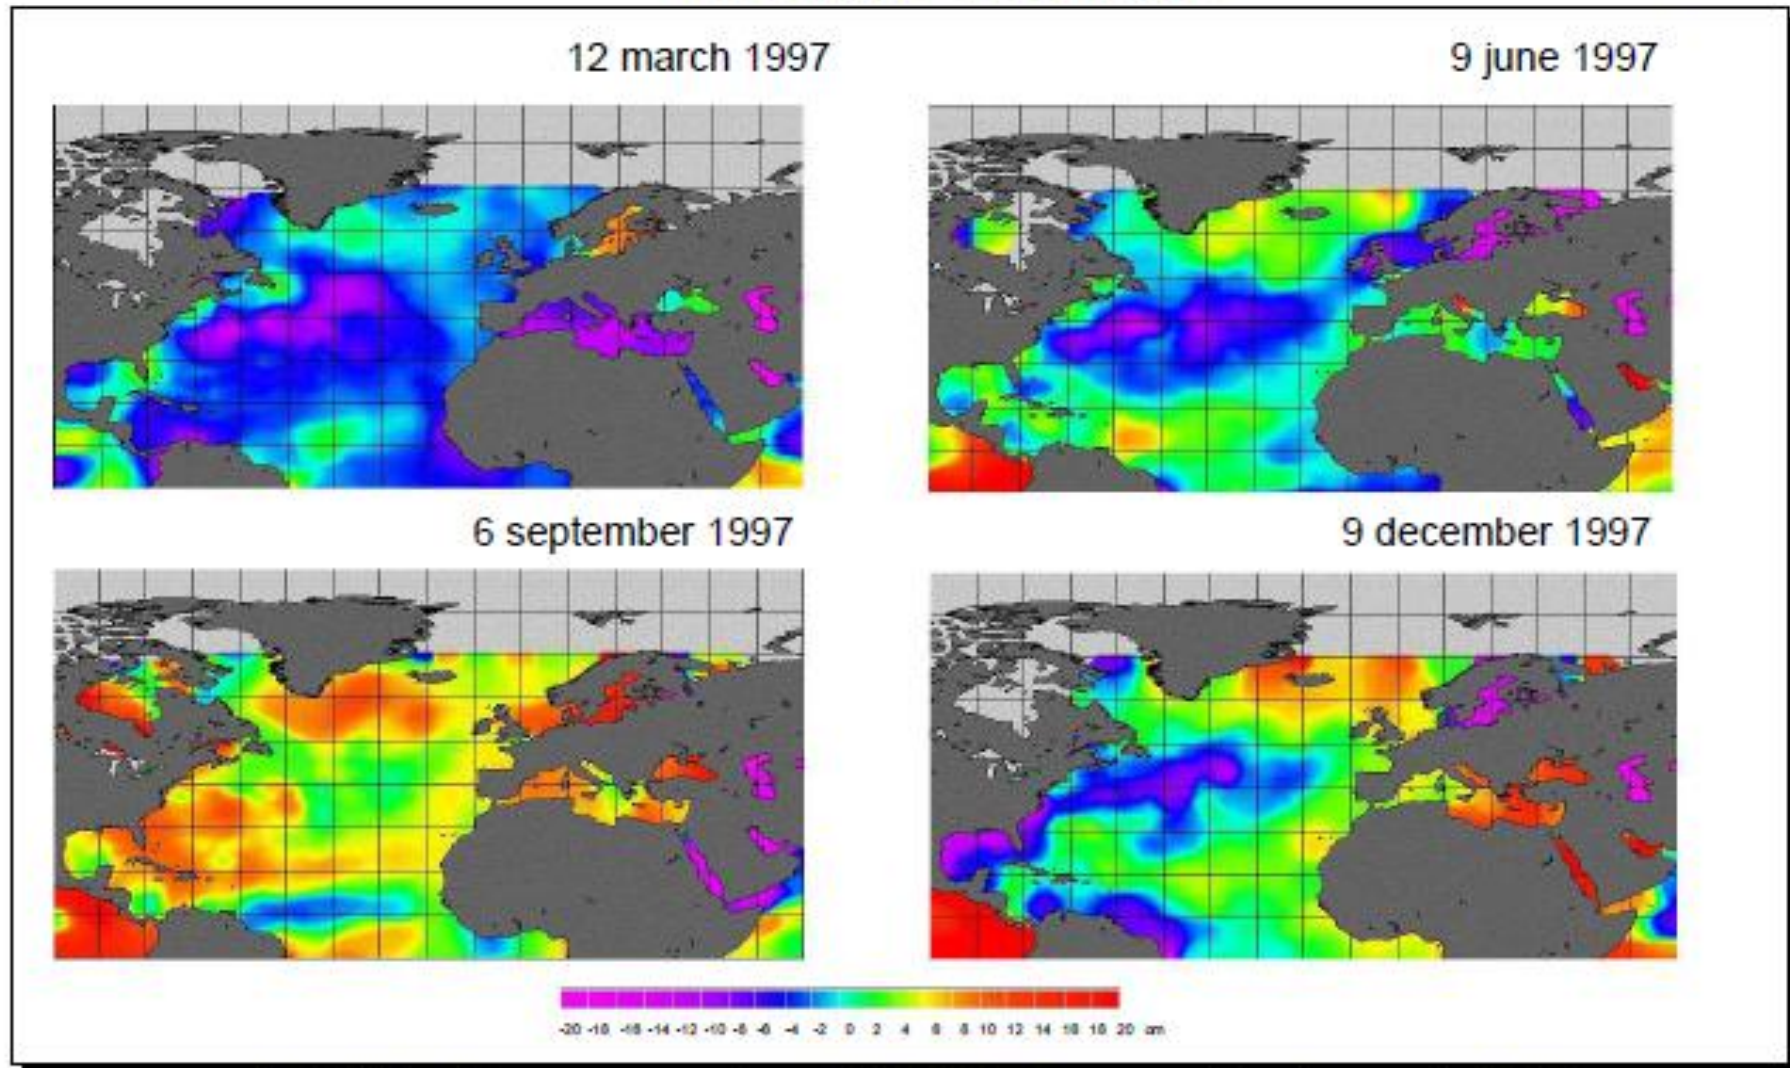 12 march 1997
9 june 1997
6 september 1997
9 december 1997
-20 -18 -16 -14 -12 -10 -8 -6 -4 -2 0 2 4 6 8 10 12 14 16 18 20 cm